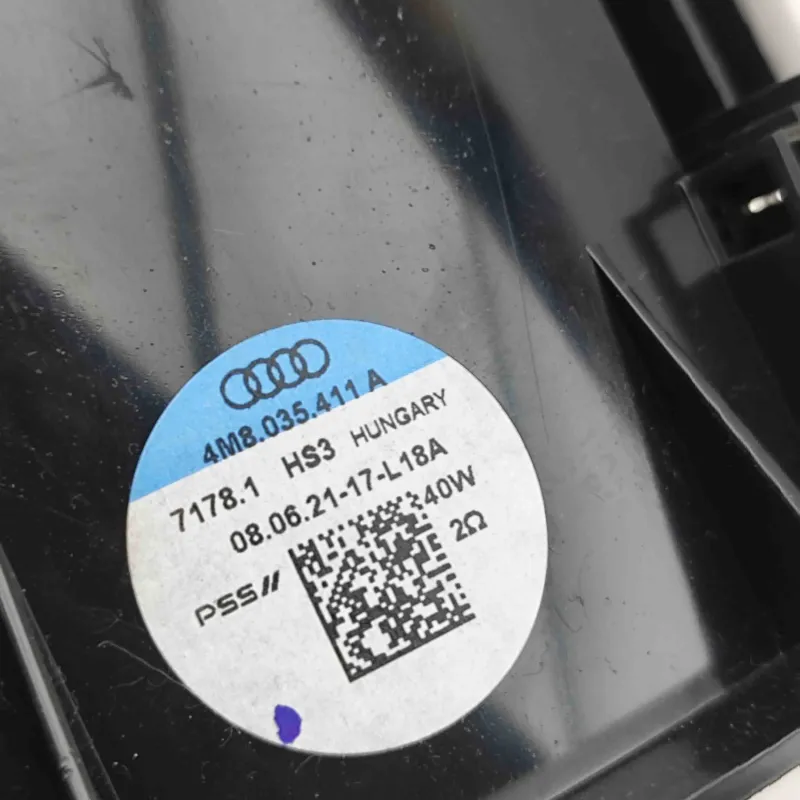 4M8.035.411 A
7178.1 HS3 HUNGARY
08.06.21-17-L18A
40W
2Ω
PSS//